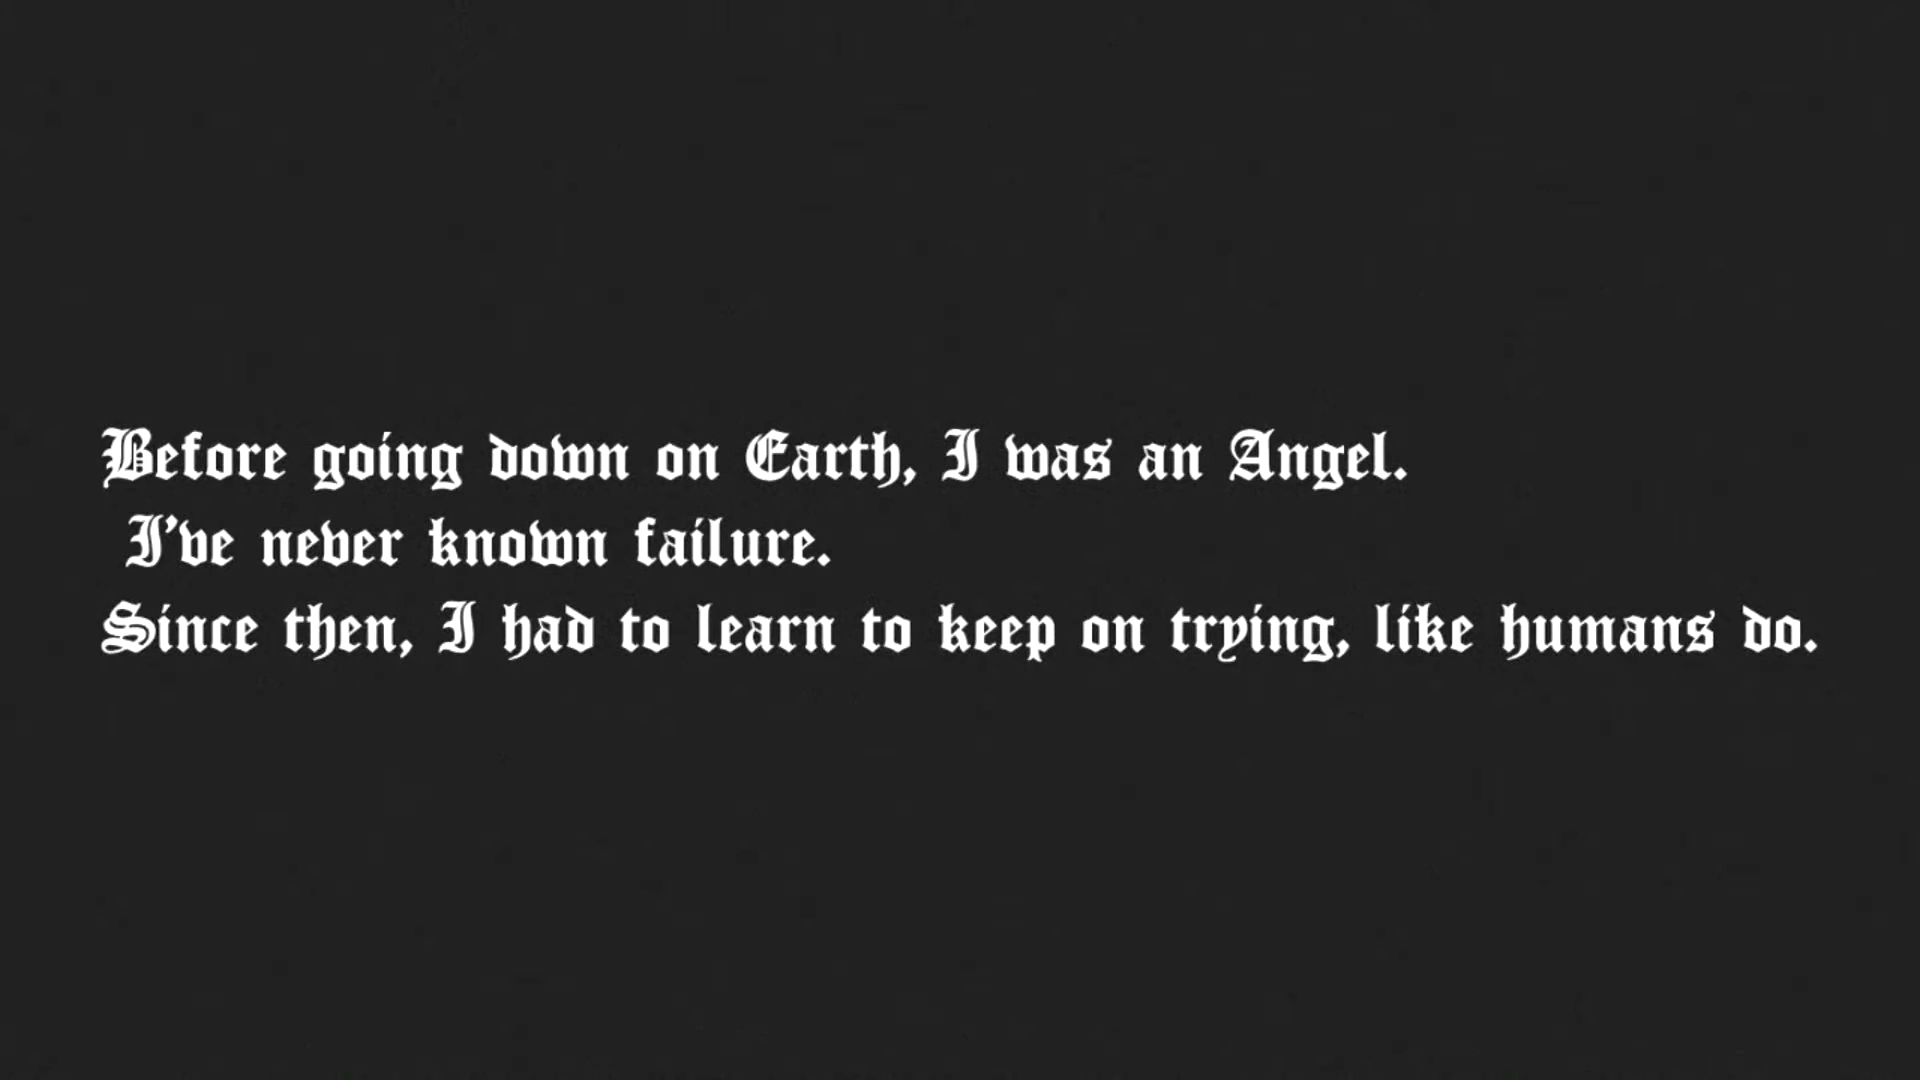 Before going down on Earth, I was an Angel.
I've never known failure.
Since then, I had to learn to keep on trying, like humans do.